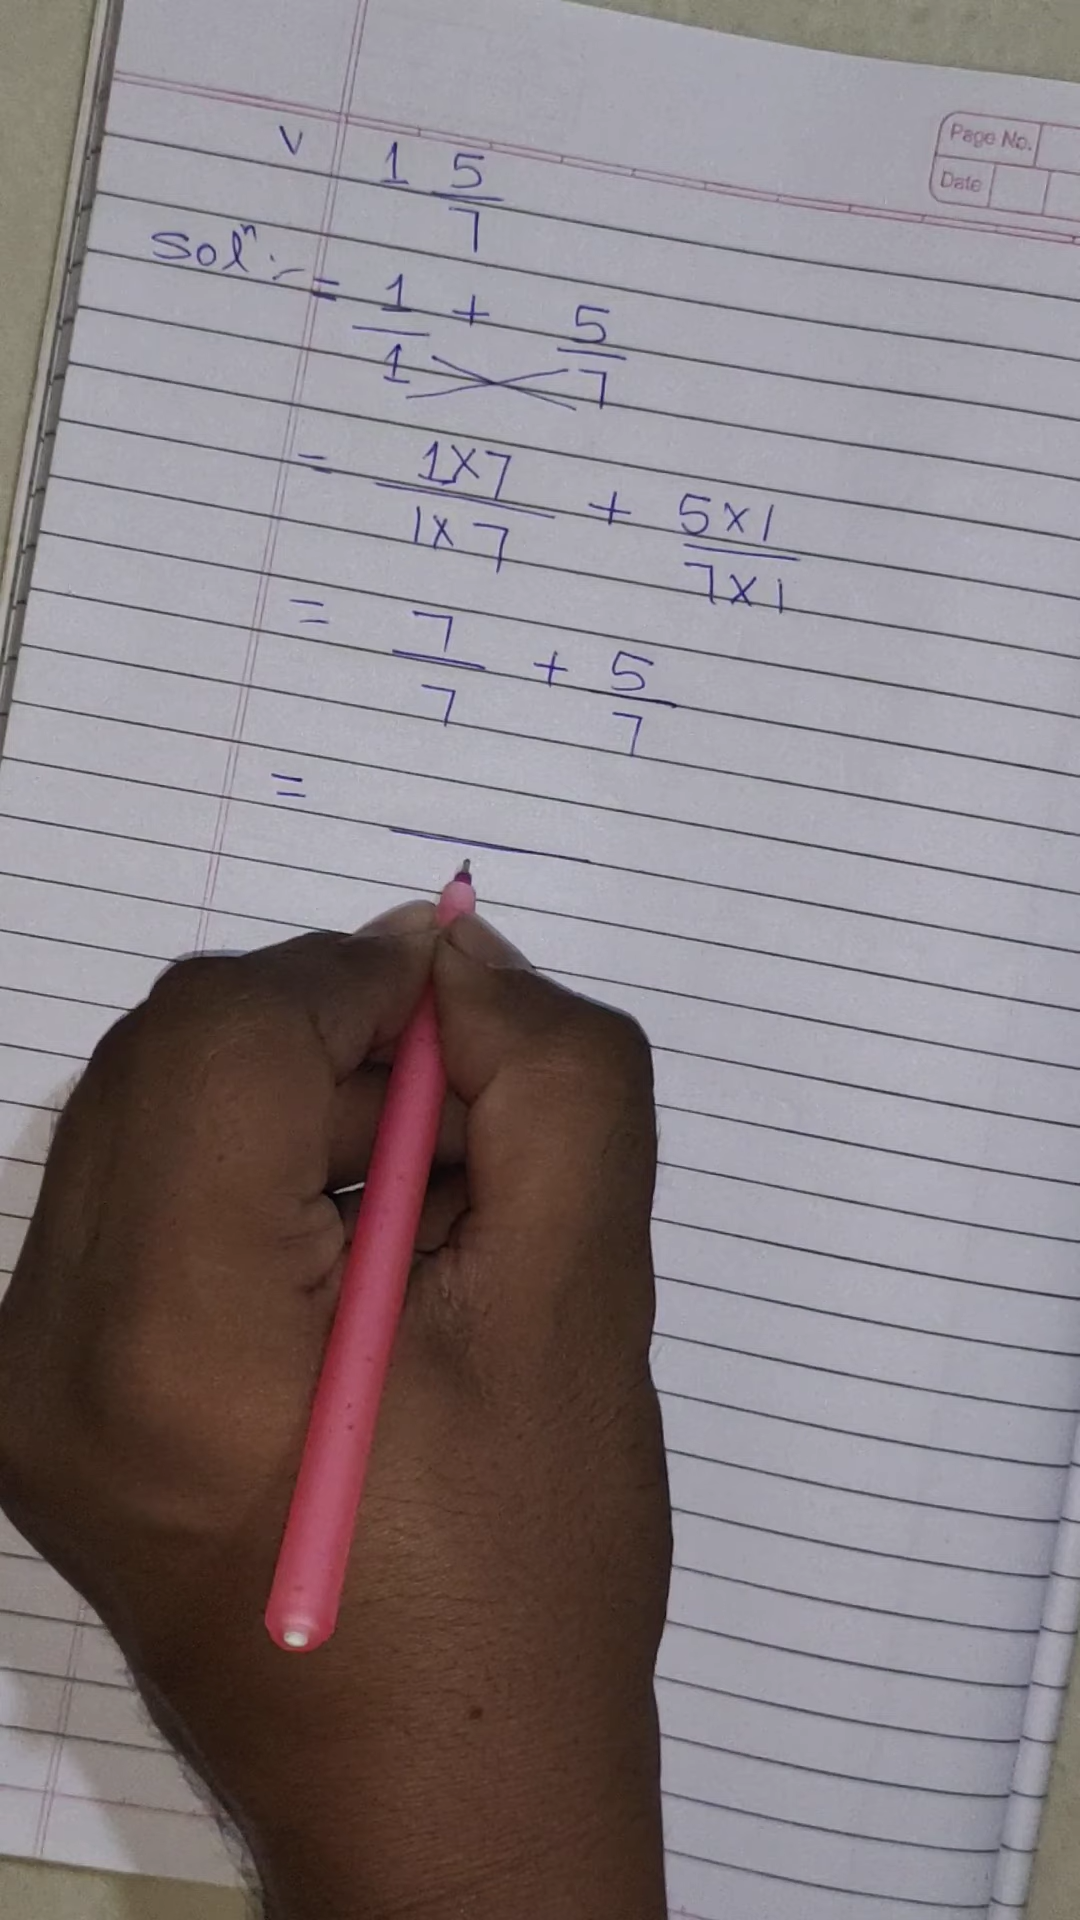 Page No.
Date
V 1 5/7
Solⁿ :- = 1/1 + 5/7
= 1×7/1×7 + 5×1/7×1
= 7/7 + 5/7
=